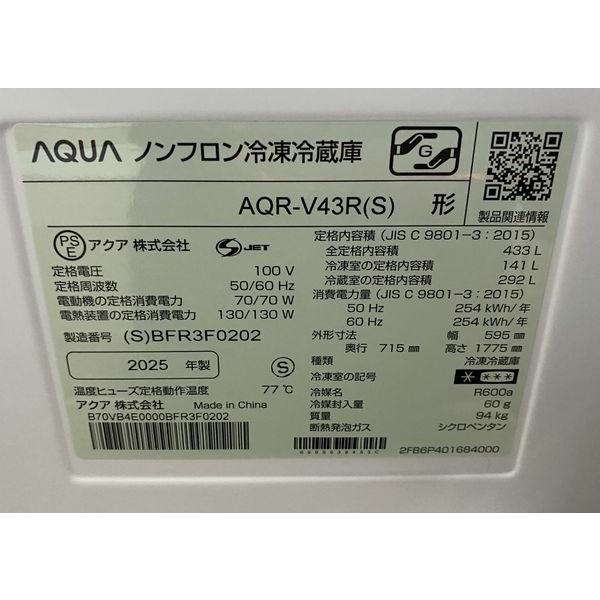 AQUA ノンフロン冷凍冷蔵庫
G
AQR-V43R(S) 形
製品関連情報
PS E アクア 株式会社 S JET
定格電圧 100 V
定格周波数 50/60 Hz
電動機の定格消費電力 70/70 W
電熱装置の定格消費電力 130/130 W
製造番号 (S)BFR3F0202
2025 年製 S
温度ヒューズ定格動作温度 77℃
アクア 株式会社 Made in China
B70VB4E0000BFR3F0202
定格内容積 (JIS C 9801-3:2015)
全定格内容積 433 L
冷凍室の定格内容積 141 L
冷蔵室の定格内容積 292 L
消費電力量 (JIS C 9801-3:2015)
50 Hz 254 kWh/年
60 Hz 254 kWh/年
外形寸法 幅 595 mm
奥行 715 mm 高さ 1775 mm
種類 冷凍冷蔵庫
冷凍室の記号 * ***
冷媒名 R600a
冷媒封入量 60 g
質量 94 kg
断熱発泡ガス シクロペンタン
2FB6P401684000